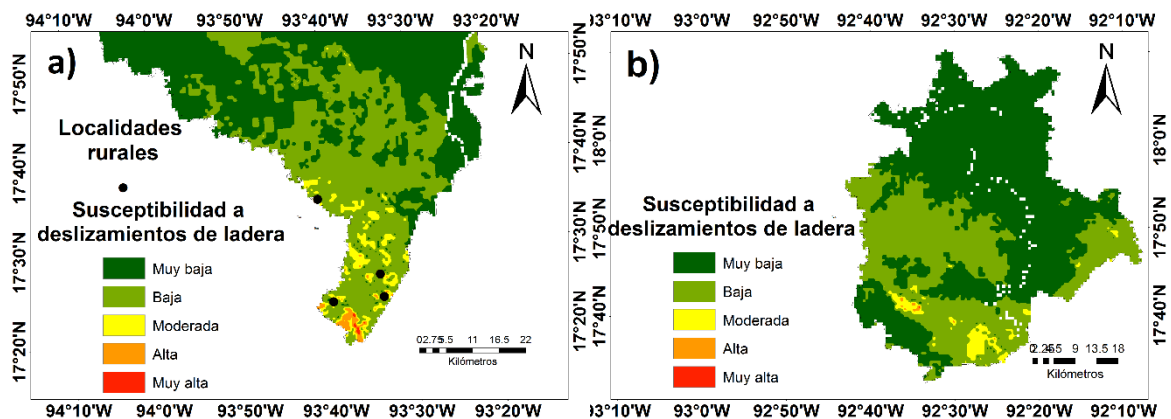 94°10'W 94°0'W 93°50'W 93°40'W 93°30'W 93°20'W
17°50'N
17°40'N
17°30'N
17°20'N
a)
N
Localidades
rurales
Susceptibilidad a
deslizamientos de ladera
Muy baja
Baja
Moderada
Alta
Muy alta
Kilómetros
17°50'N
17°40'N
17°30'N
17°20'N
94°10'W 94°0'W 93°50'W 93°40'W 93°30'W 93°20'W
93°10'W 92°50'W 92°40'W 92°30'W 92°20'W 92°10'W
18°0'N
17°50'N
17°40'N
b)
N
Susceptibilidad a
deslizamientos de ladera
Muy baja
Baja
Moderada
Alta
Muy alta
Kilómetros
18°0'N
17°50'N
17°40'N
93°0'W 92°50'W 92°40'W 92°30'W 92°20'W 92°10'W